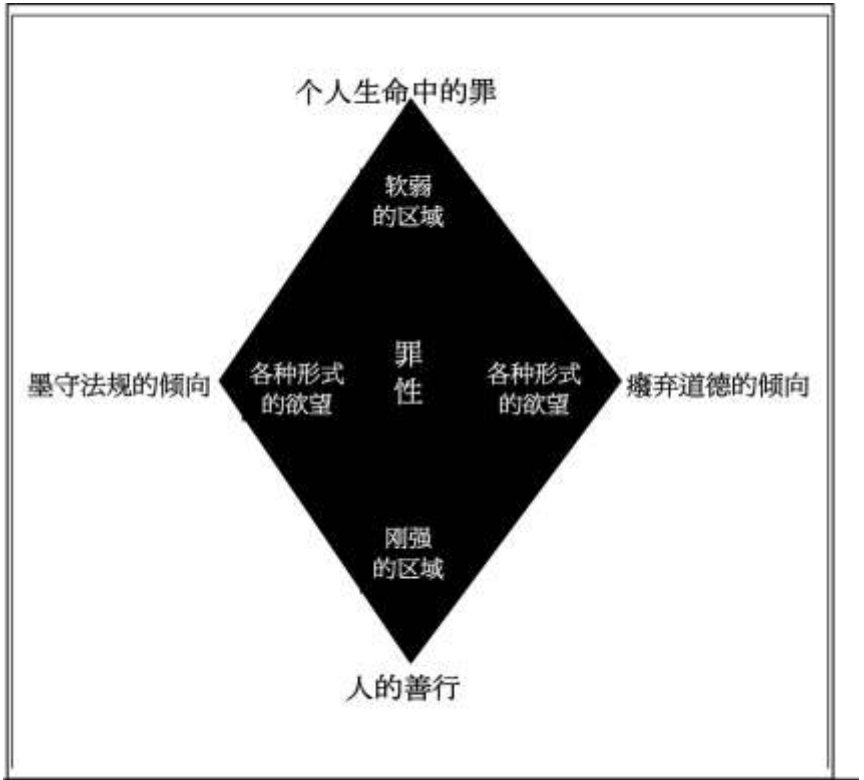 个人生命中的罪
软弱
的区域
墨守法规的倾向
各种形式
的欲望
罪
性
各种形式
的欲望
癈弃道德的倾向
刚强
的区域
人的善行